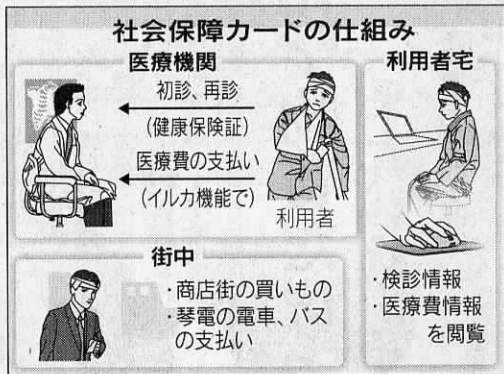 社会保障カードの仕組み
医療機関
初診、再診
(健康保険証)
医療費の支払い
(イルカ機能で)
利用者
利用者宅
・検診情報
・医療費情報
を閲覧
街中
・商店街の買いもの
・琴電の電車、バス
の支払い